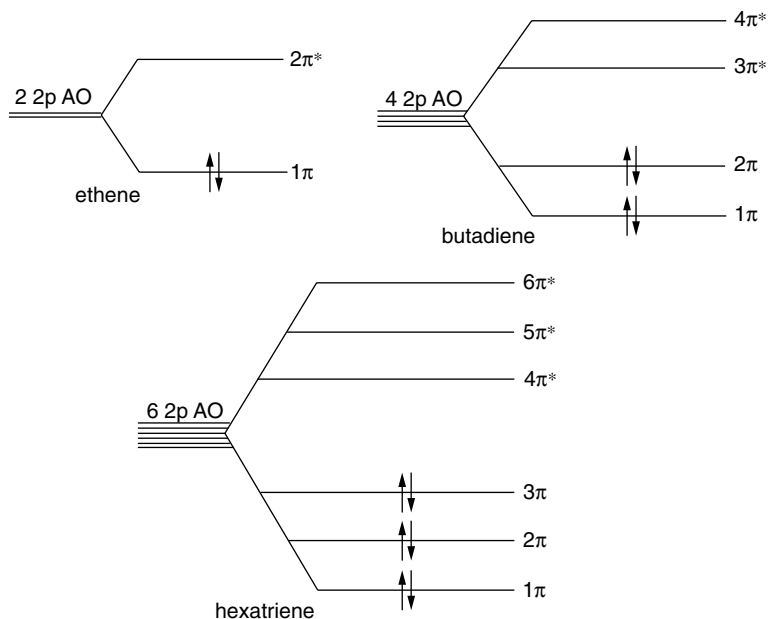 2π*
2 2p AO
1π
ethene
4π*
3π*
4 2p AO
2π
1π
butadiene
6π*
5π*
4π*
6 2p AO
3π
2π
1π
hexatriene